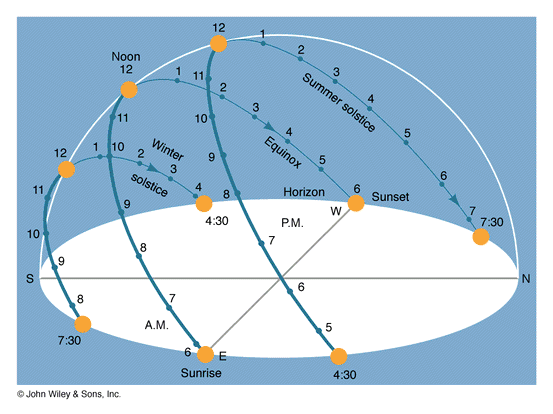 12
1
2
3
4
5
6
7
7:30
Summer solstice
11
10
9
8
7
6
5
4:30
Noon
12
1
2
3
4
5
6
Equinox
W
Sunset
11
10
9
8
7
6
E
Sunrise
12
1
2
3
4
4:30
Winter
solstice
11
10
9
8
7:30
Horizon
P.M.
A.M.
S
N
© John Wiley & Sons, Inc.